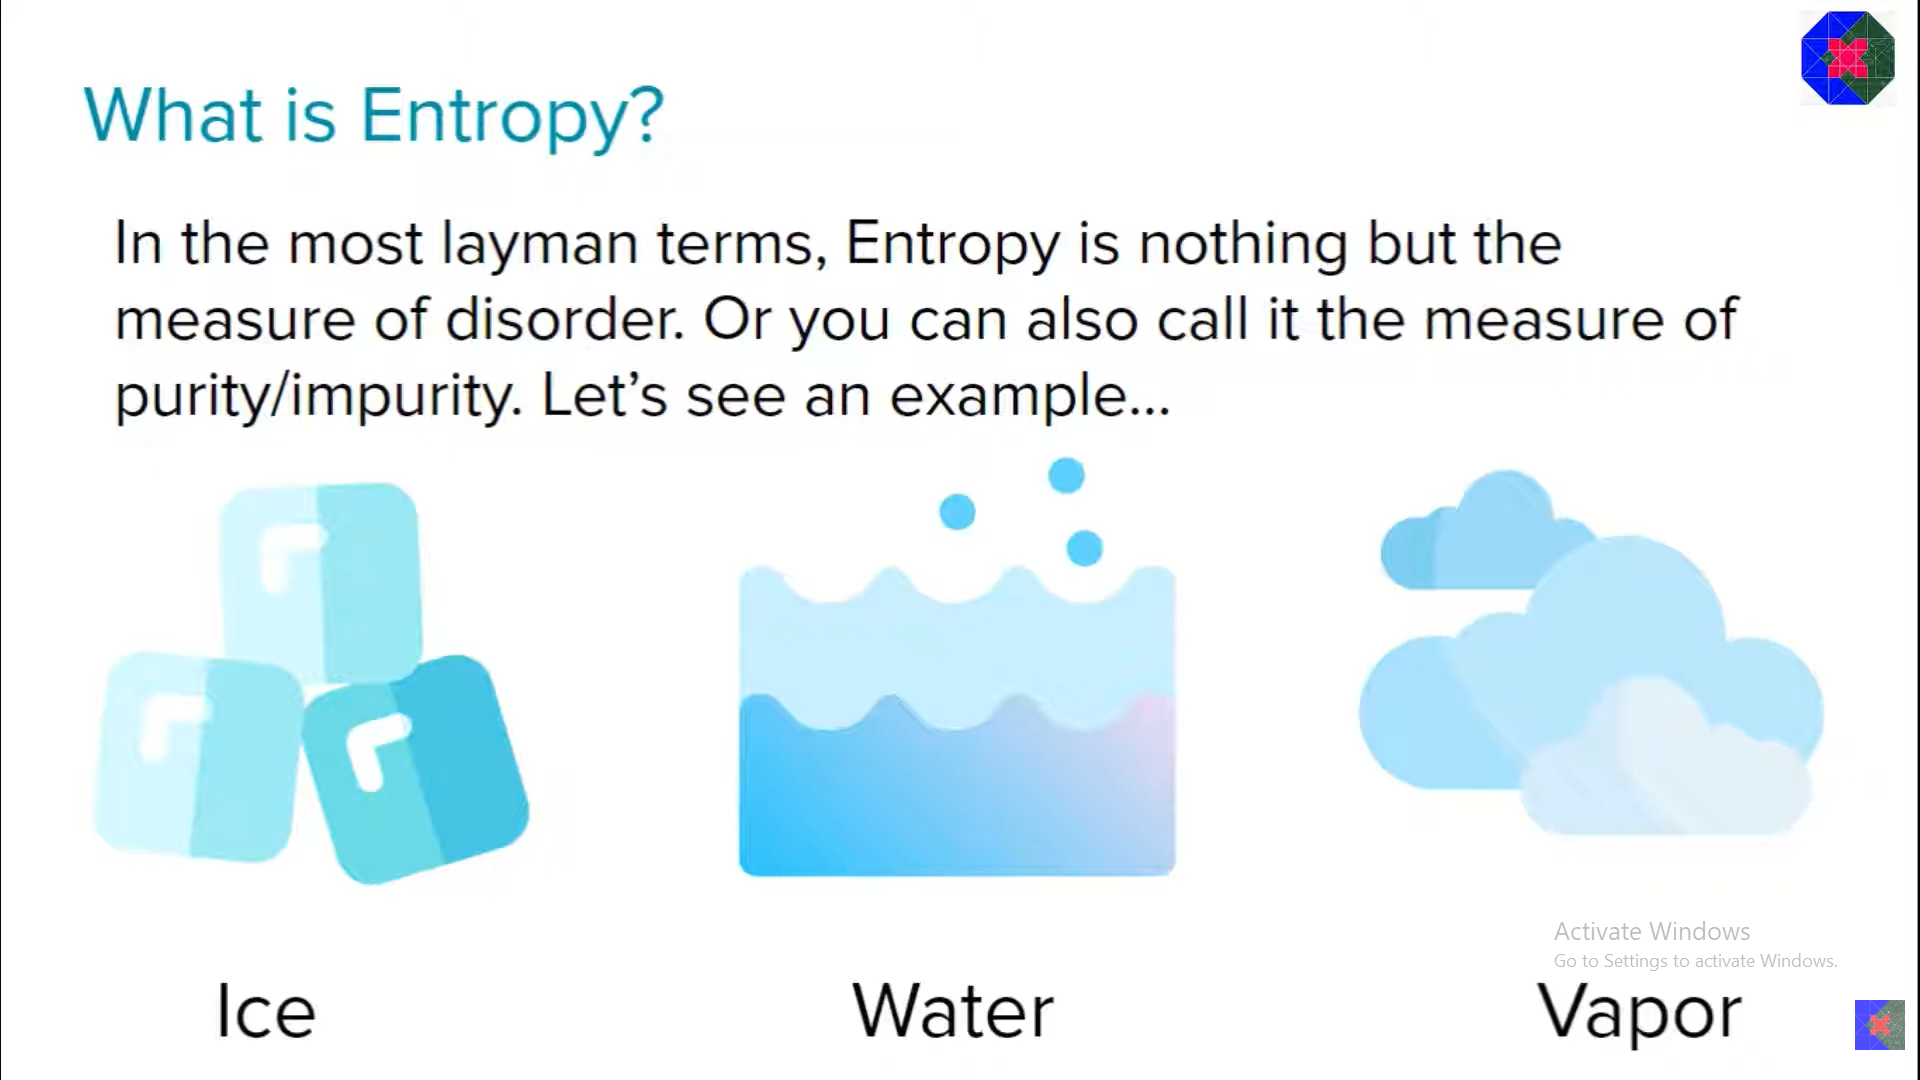 What is Entropy?
In the most layman terms, Entropy is nothing but the
measure of disorder. Or you can also call it the measure of
purity/impurity. Let’s see an example...
Activate Windows
Go to Settings to activate Windows.
Ice
Water
Vapor